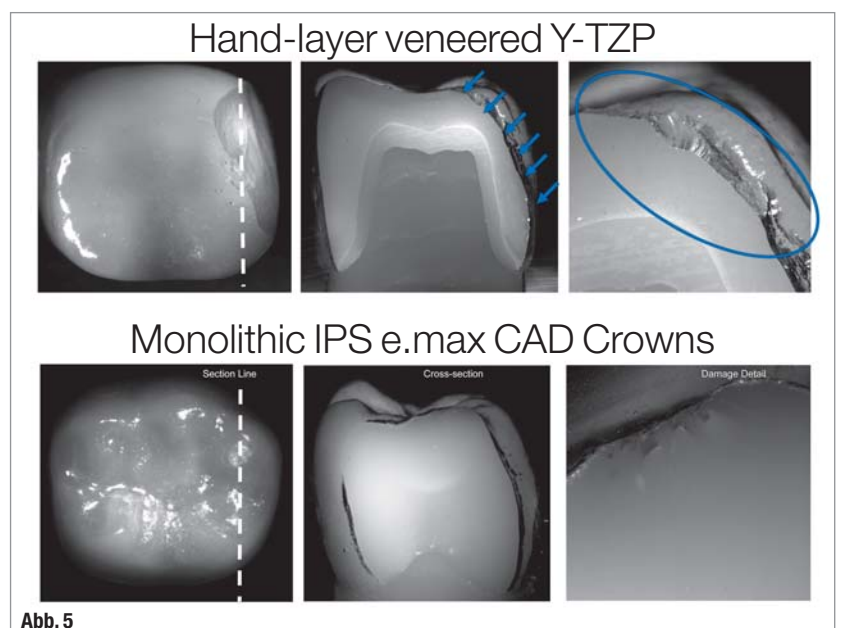 Hand-layer veneered Y-TZP
Monolithic IPS e.max CAD Crowns
Section Line
Cross-section
Damage Detail
Abb. 5